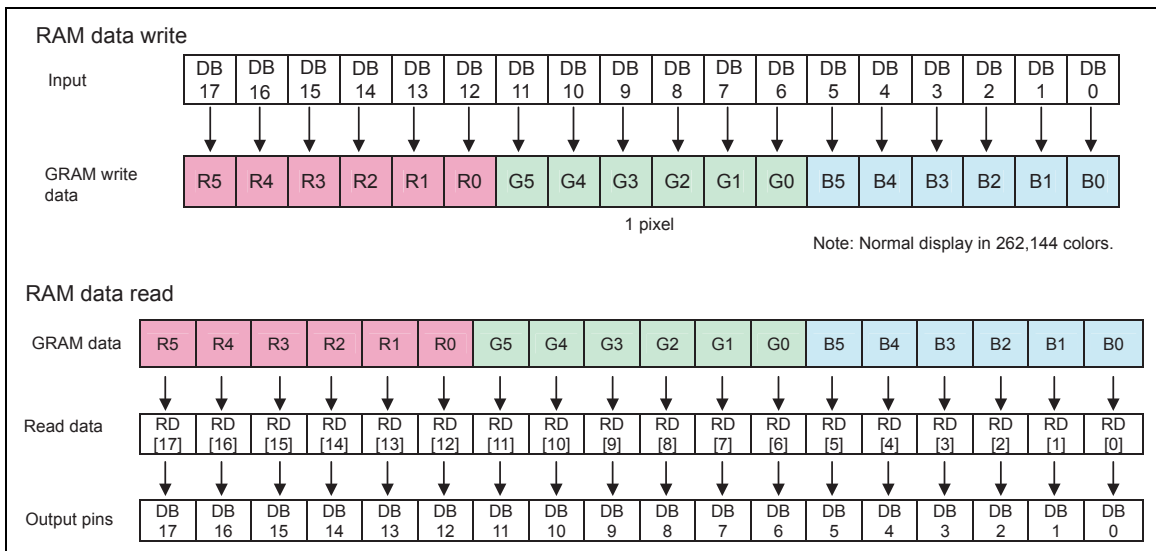 RAM data write
Input DB 17 DB 16 DB 15 DB 14 DB 13 DB 12 DB 11 DB 10 DB 9 DB 8 DB 7 DB 6 DB 5 DB 4 DB 3 DB 2 DB 1 DB 0
GRAM write data R5 R4 R3 R2 R1 R0 G5 G4 G3 G2 G1 G0 B5 B4 B3 B2 B1 B0
1 pixel
Note: Normal display in 262,144 colors.
RAM data read
GRAM data R5 R4 R3 R2 R1 R0 G5 G4 G3 G2 G1 G0 B5 B4 B3 B2 B1 B0
Read data RD [17] RD [16] RD [15] RD [14] RD [13] RD [12] RD [11] RD [10] RD [9] RD [8] RD [7] RD [6] RD [5] RD [4] RD [3] RD [2] RD [1] RD [0]
Output pins DB 17 DB 16 DB 15 DB 14 DB 13 DB 12 DB 11 DB 10 DB 9 DB 8 DB 7 DB 6 DB 5 DB 4 DB 3 DB 2 DB 1 DB 0